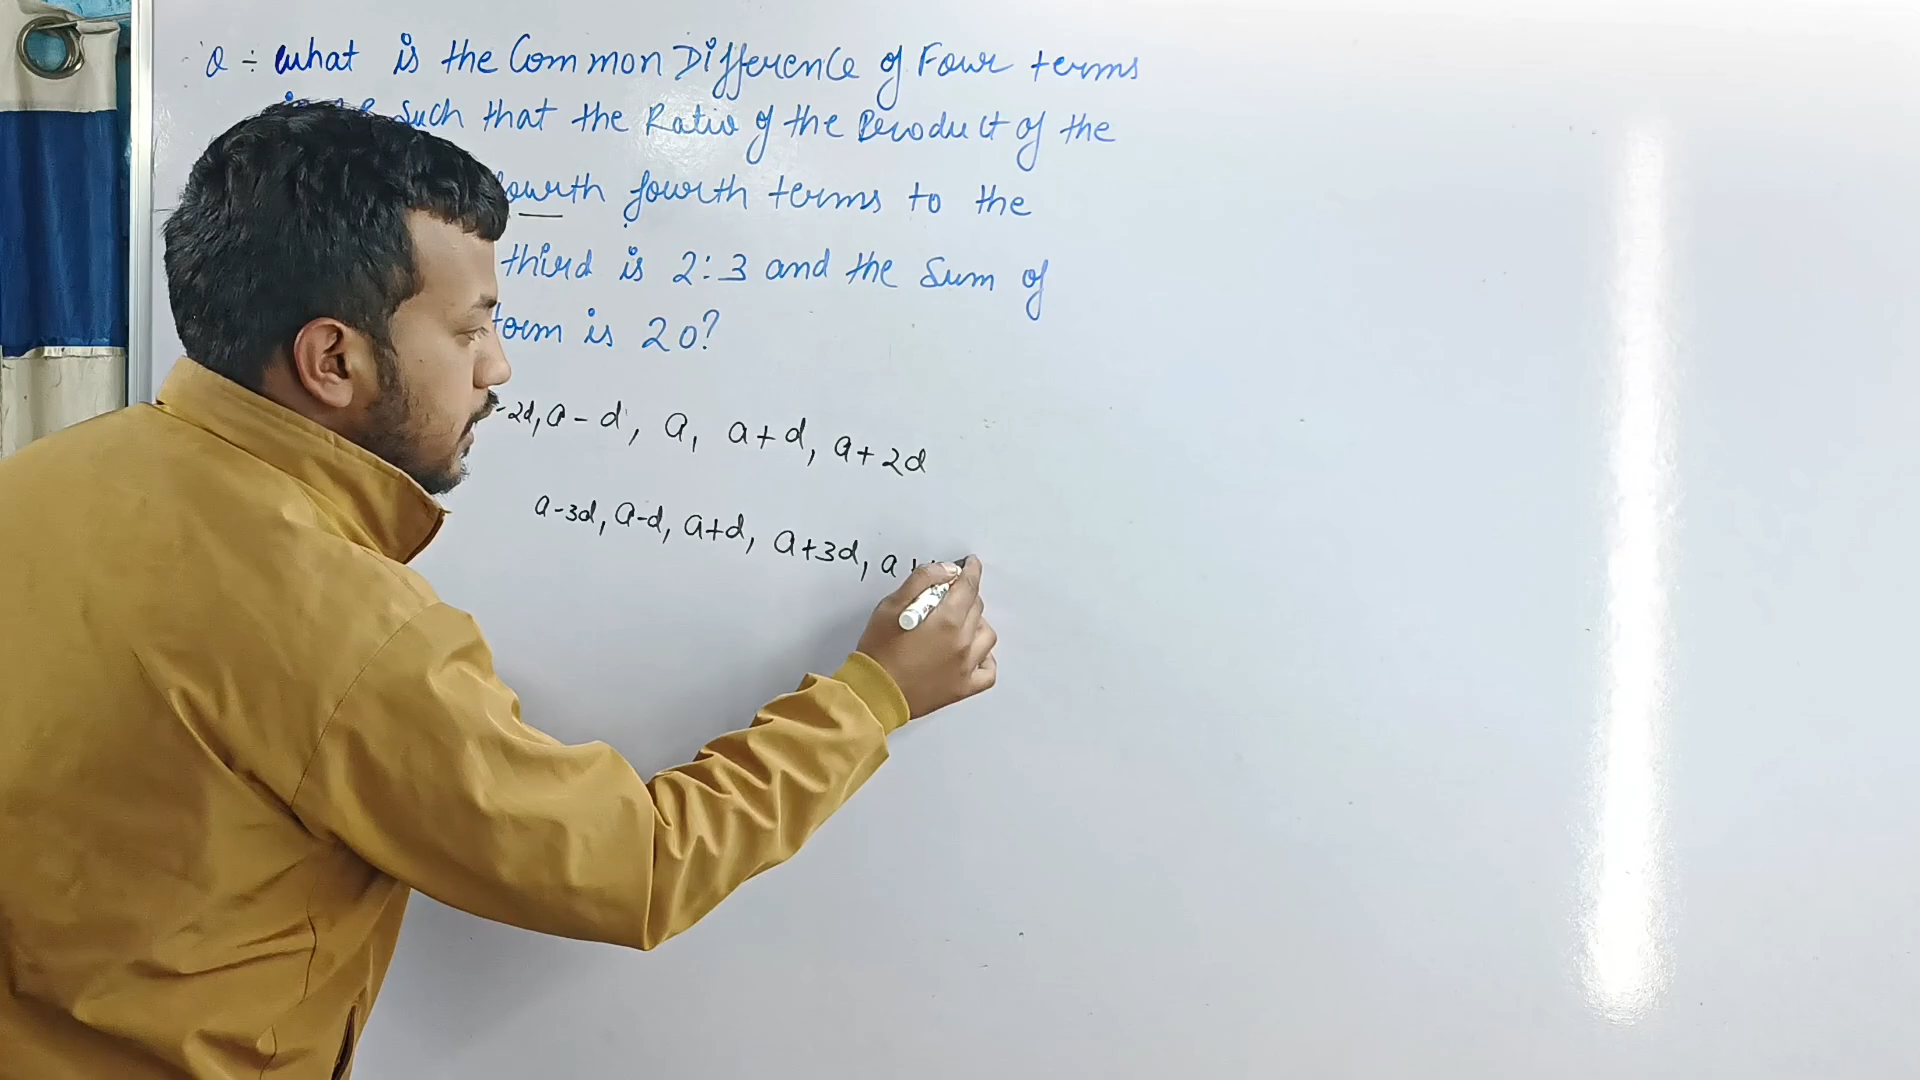 Q ÷ what is the Common Difference of Four terms
such that the Ratio of the Product of the
fourth fourth terms to the
third is 2:3 and the Sum of
term is 20?
-2d, a-d, a, a+d, a+2d
a-3d, a-d, a+d, a+3d, a